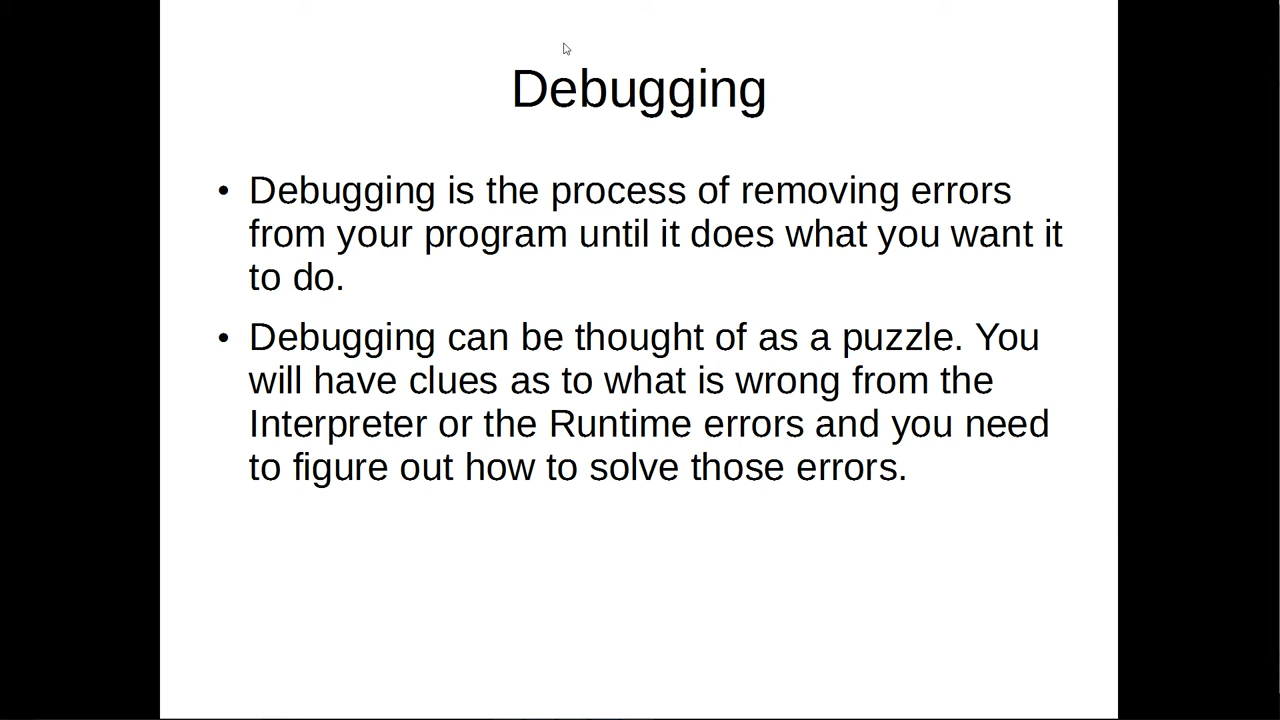 Debugging
• Debugging is the process of removing errors
from your program until it does what you want it
to do.
• Debugging can be thought of as a puzzle. You
will have clues as to what is wrong from the
Interpreter or the Runtime errors and you need
to figure out how to solve those errors.